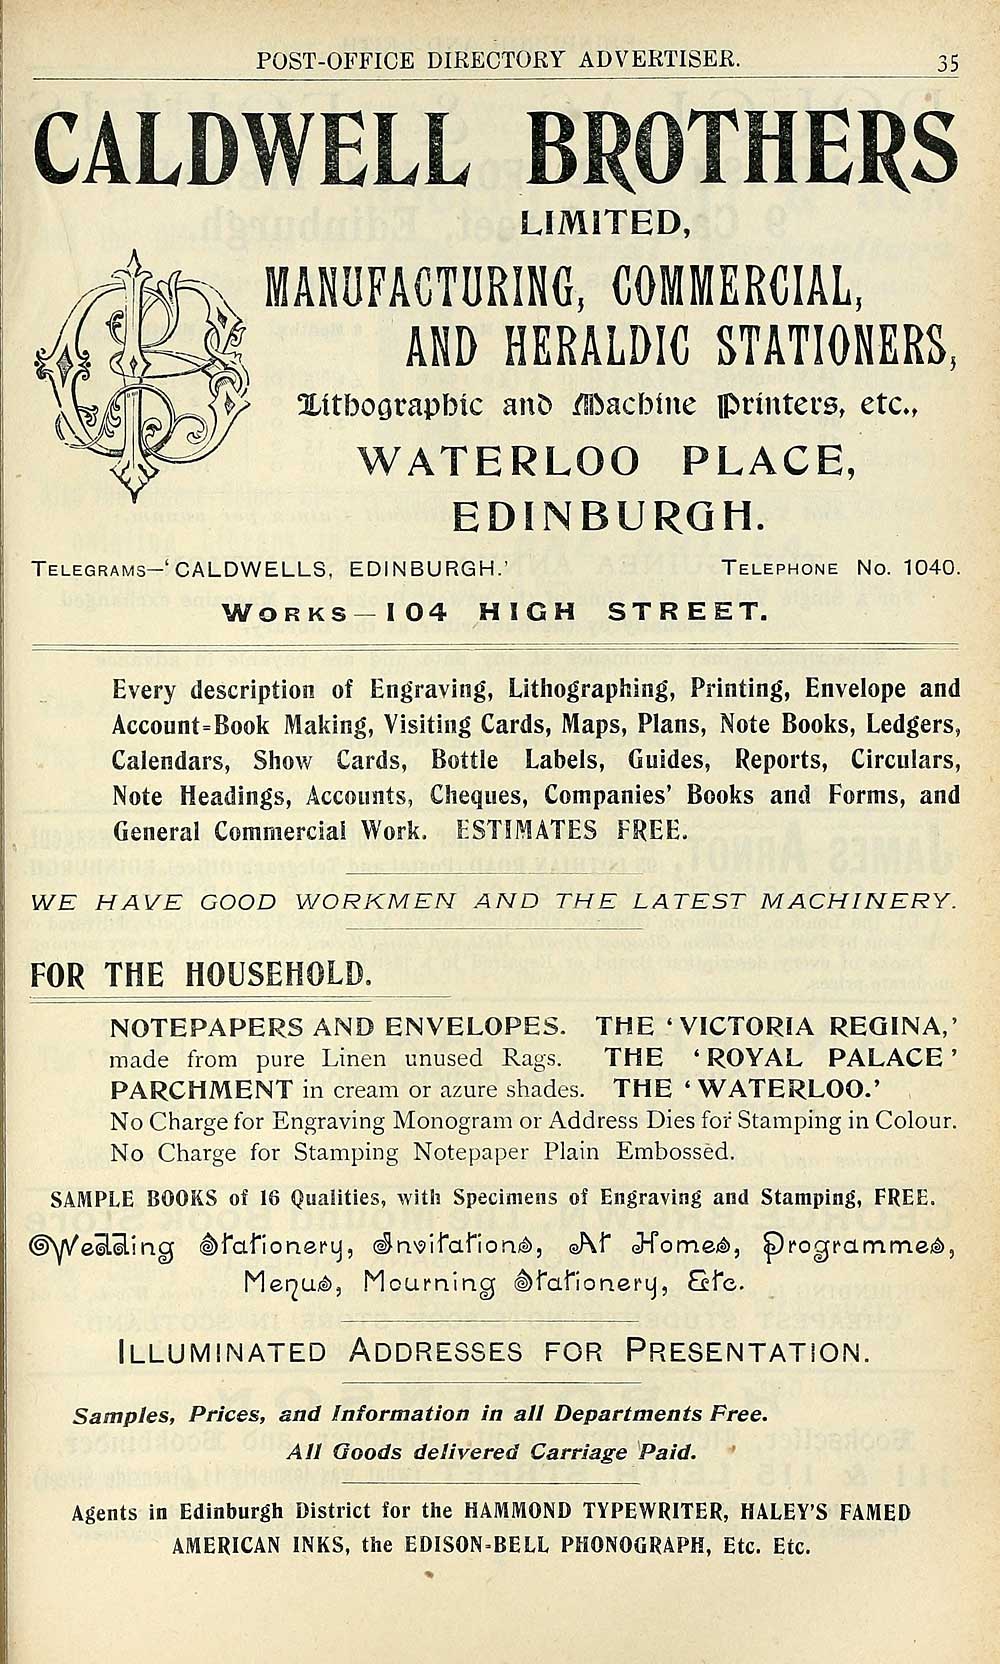 POST-OFFICE DIRECTORY ADVERTISER. 35
CALDWELL BROTHERS
LIMITED,
MANUFACTURING, COMMERCIAL,
AND HERALDIC STATIONERS,
Lithographic and Machine Printers, etc.,
WATERLOO PLACE,
EDINBURGH.
TELEGRAMS—‘CALDWELLS, EDINBURGH.’ TELEPHONE No. 1040.
WORKS—104 HIGH STREET.
Every description of Engraving, Lithographing, Printing, Envelope and
Account=Book Making, Visiting Cards, Maps, Plans, Note Books, Ledgers,
Calendars, Show Cards, Bottle Labels, Guides, Reports, Circulars,
Note Headings, Accounts, Cheques, Companies’ Books and Forms, and
General Commercial Work. ESTIMATES FREE.
WE HAVE GOOD WORKMEN AND THE LATEST MACHINERY.
FOR THE HOUSEHOLD.
NOTEPAPERS AND ENVELOPES. THE ‘VICTORIA REGINA,’
made from pure Linen unused Rags. THE ‘ROYAL PALACE’
PARCHMENT in cream or azure shades. THE ‘WATERLOO.’
No Charge for Engraving Monogram or Address Dies for Stamping in Colour.
No Charge for Stamping Notepaper Plain Embossed.
SAMPLE BOOKS of 16 Qualities, with Specimens of Engraving and Stamping, FREE.
Wedding Stationery, Invitations, At Homes, Programmes,
Menus, Mourning Stationery, Etc.
ILLUMINATED ADDRESSES FOR PRESENTATION.
Samples, Prices, and Information in all Departments Free.
All Goods delivered Carriage Paid.
Agents in Edinburgh District for the HAMMOND TYPEWRITER, HALEY’S FAMED
AMERICAN INKS, the EDISON=BELL PHONOGRAPH, Etc. Etc.